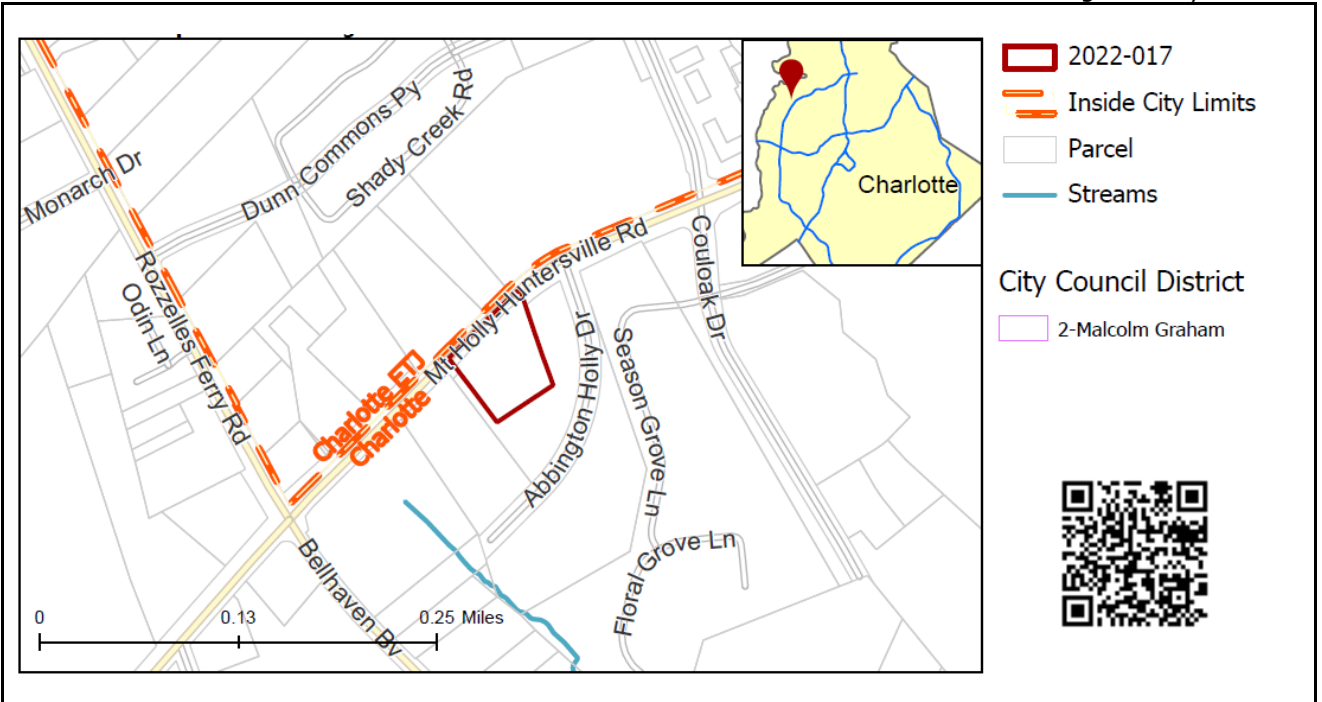 Monarch Dr
Dunn Commons Py
Shady Creek Rd
Rozzelles Ferry Rd
Odin Ln
Mt Holly-Huntersville Rd
Charlotte ETJ
Charlotte
Couloak Dr
Abbington Holly Dr
Season Grove Ln
Floral Grove Ln
Bellhaven Bv
0
0.13
0.25 Miles
Charlotte
2022-017
Inside City Limits
Parcel
Streams
City Council District
2-Malcolm Graham